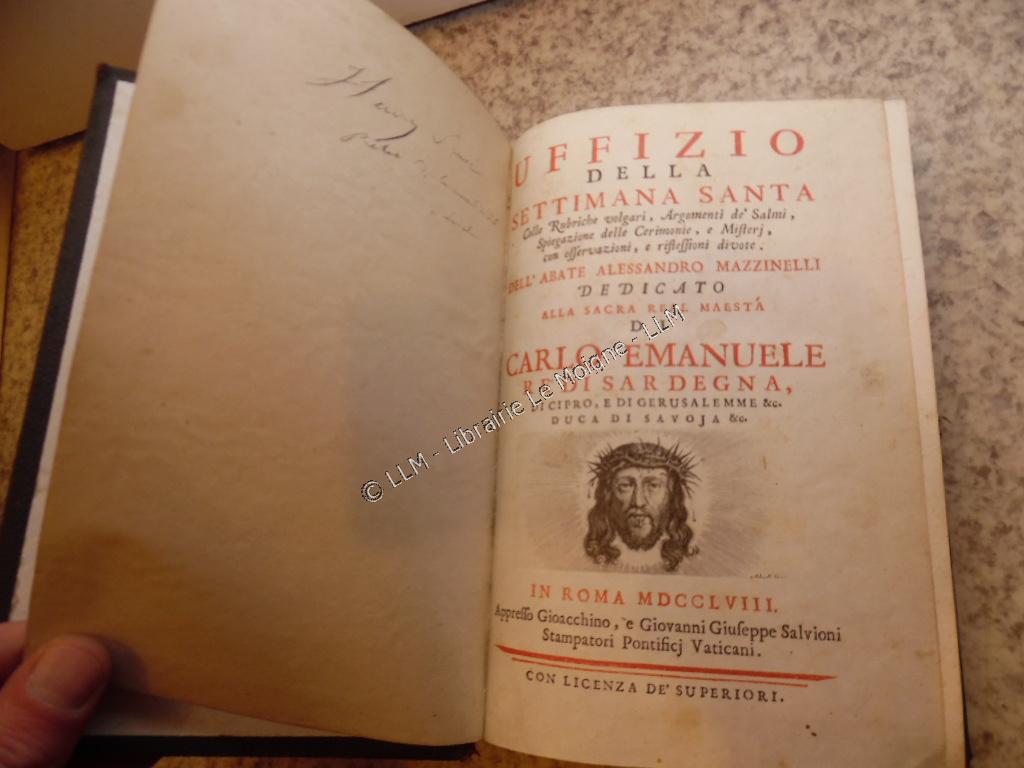 UFFIZIO
DELLA
SETTIMANA SANTA
Colle Rubriche volgari, Argomenti de' Salmi,
Spiegazione delle Cerimonie, e Misterj,
con osservazioni, e riflessioni divote.
DELL' ABATE ALESSANDRO MAZZINELLI
DEDICATO
ALLA SACRA REAL MAESTÁ
DI
CARLO EMANUELE
RE DI SARDEGNA,
DI CIPRO, E DI GERUSALEMME &c.
DUCA DI SAVOJA &c.
IN ROMA MDCCLVIII.
Appresso Gioacchino, e Giovanni Giuseppe Salvioni
Stampatori Pontificj Vaticani.
CON LICENZA DE' SUPERIORI.
© LLM - Librairie Le Moigne - LLM